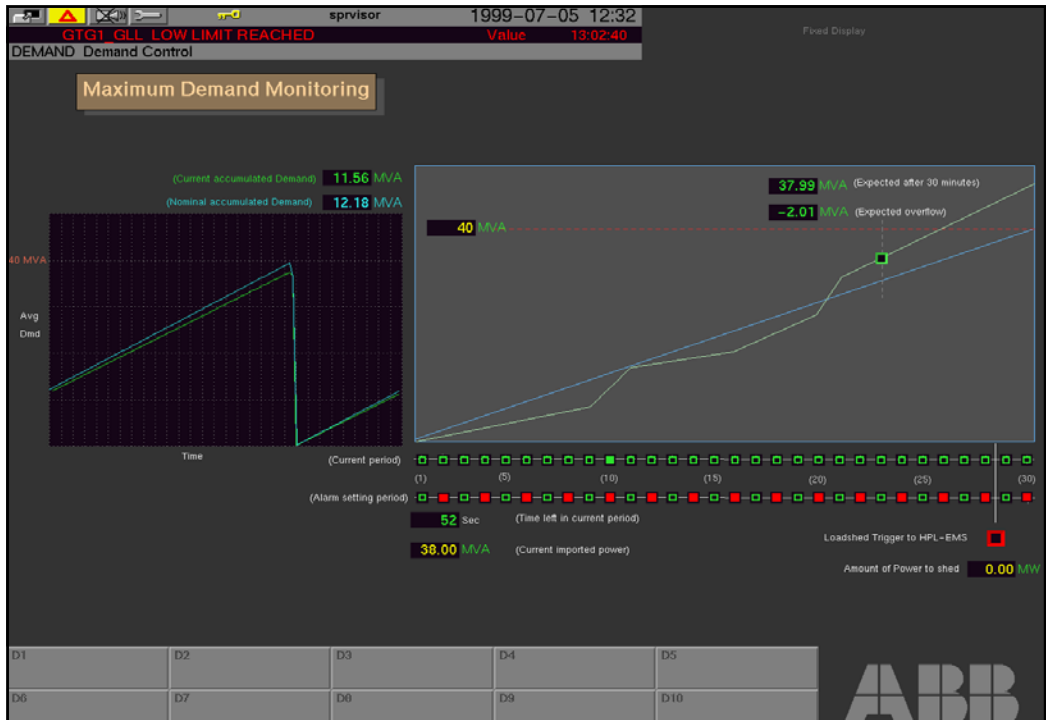 sprvisor 1999-07-05 12:32
GTG1_GLL LOW LIMIT REACHED Value 13:02:40
Fixed Display
DEMAND Demand Control
Maximum Demand Monitoring
(Current accumulated Demand) 11.56 MVA
37.99 MVA (Expected after 30 minutes)
(Nominal accumulated Demand) 12.18 MVA
-2.01 MVA (Expected overflow)
40 MVA
40 MVA
Avg
Dmd
Time
(Current period)
(1) (5) (10) (15) (20) (25) (30)
(Alarm setting period)
52 Sec (Time left in current period)
Loadshed Trigger to HPL-EMS
38.00 MVA (Current imported power)
Amount of Power to shed 0.00 MW
D1 D2 D3 D4 D5
D6 D7 D8 D9 D10
ABB